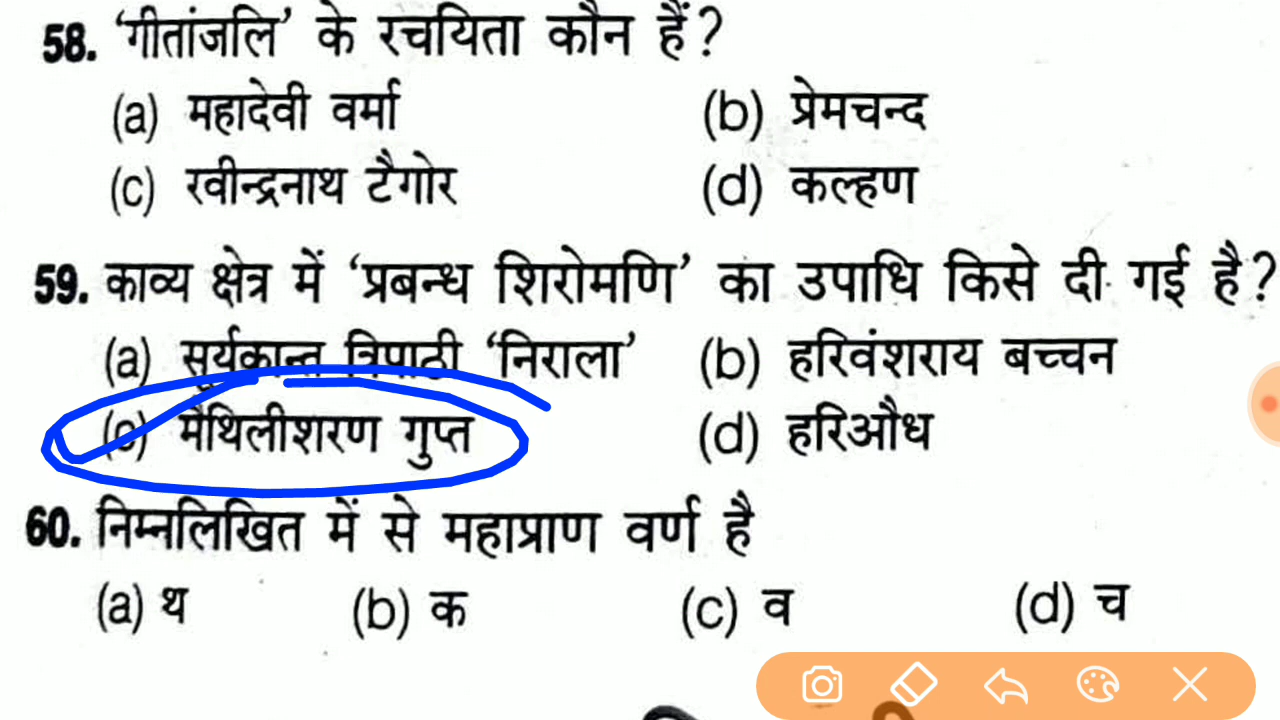 58. ‘गीतांजलि’ के रचयिता कौन हैं?
(a) महादेवी वर्मा (b) प्रेमचन्द
(c) रवीन्द्रनाथ टैगोर (d) कल्हण
59. काव्य क्षेत्र में ‘प्रबन्ध शिरोमणि’ का उपाधि किसे दी गई है?
(a) सूर्यकान्त त्रिपाठी ‘निराला’ (b) हरिवंशराय बच्चन
(c) मैथिलीशरण गुप्त (d) हरिऔध
60. निम्नलिखित में से महाप्राण वर्ण है
(a) थ (b) क (c) व (d) च